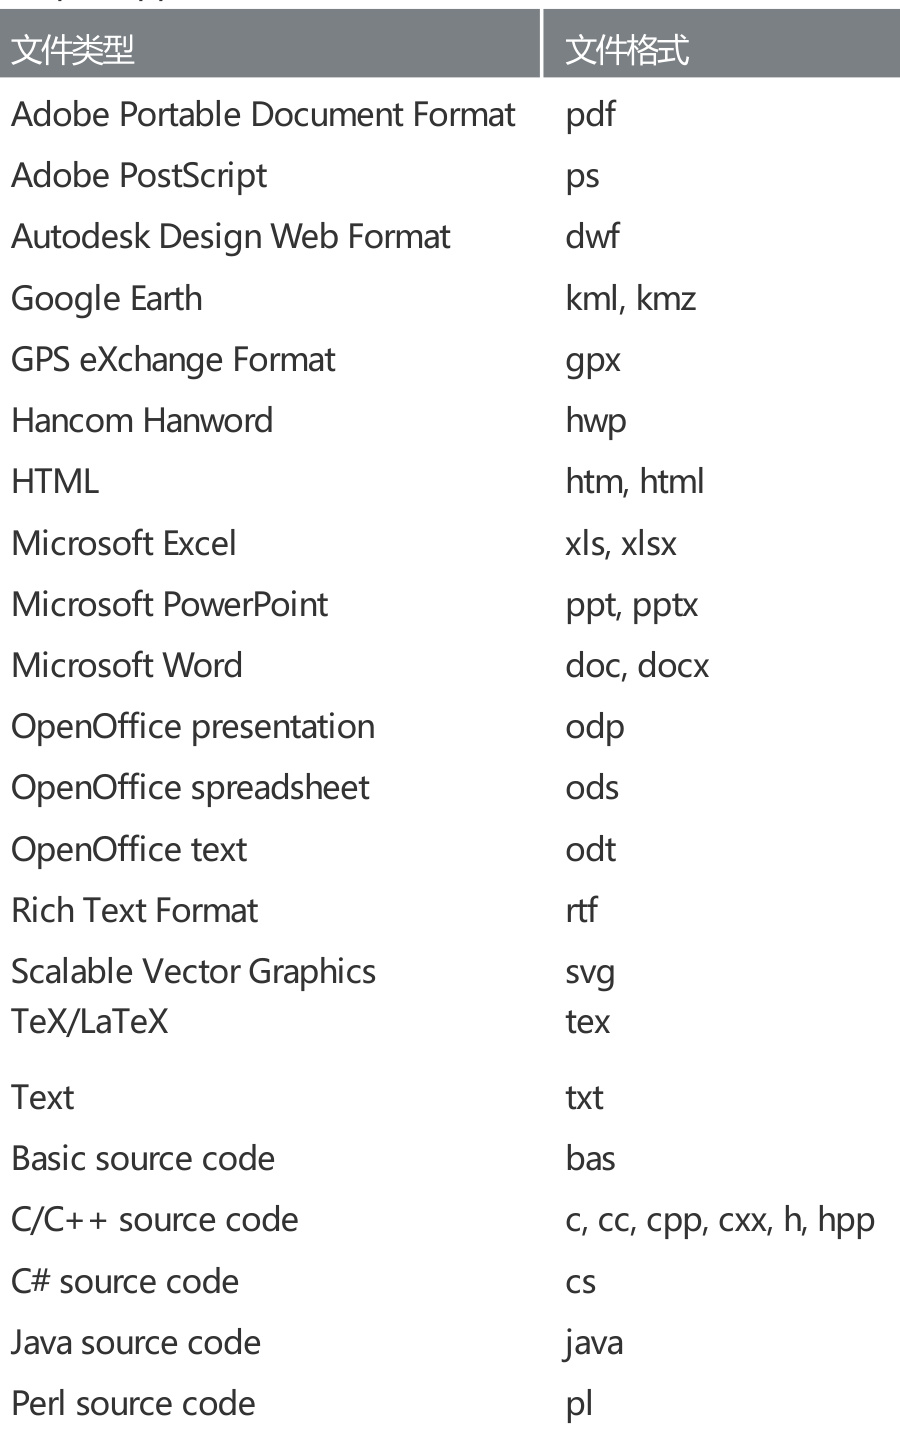 文件类型 文件格式
Adobe Portable Document Format pdf
Adobe PostScript ps
Autodesk Design Web Format dwf
Google Earth kml, kmz
GPS eXchange Format gpx
Hancom Hanword hwp
HTML htm, html
Microsoft Excel xls, xlsx
Microsoft PowerPoint ppt, pptx
Microsoft Word doc, docx
OpenOffice presentation odp
OpenOffice spreadsheet ods
OpenOffice text odt
Rich Text Format rtf
Scalable Vector Graphics svg
TeX/LaTeX tex
Text txt
Basic source code bas
C/C++ source code c, cc, cpp, cxx, h, hpp
C# source code cs
Java source code java
Perl source code pl